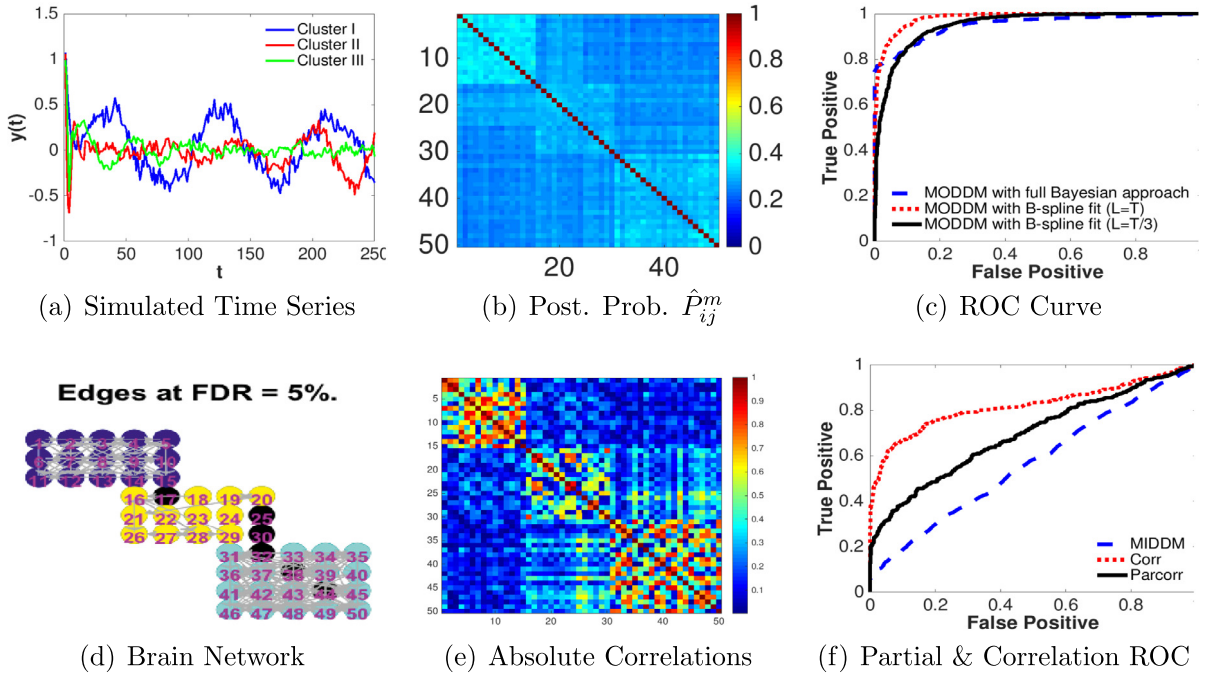 1.5
1
0.5
0
-0.5
-1
0 50 100 150 200 250
y(t)
t
Cluster I
Cluster II
Cluster III
(a) Simulated Time Series
10
20
30
40
50
20 40
1
0.8
0.6
0.4
0.2
0
(b) Post. Prob. P̂ᵐᵢⱼ
1
0.8
0.6
0.4
0.2
0
0 0.2 0.4 0.6 0.8
True Positive
False Positive
MODDM with full Bayesian approach
MODDM with B-spline fit (L=T)
MODDM with B-spline fit (L=T/3)
(c) ROC Curve
Edges at FDR = 5%.
16 17 18 19 20
21 22 23 24 25
26 27 28 29 30
31 32 33 34 35
36 37 38 39 40
41 42 43 44 45
46 47 48 49 50
(d) Brain Network
5
10
15
20
25
30
35
40
45
50
10 20 30 40 50
1
0.9
0.8
0.7
0.6
0.5
0.4
0.3
0.2
0.1
(e) Absolute Correlations
1
0.8
0.6
0.4
0.2
0
0 0.2 0.4 0.6 0.8
True Positive
False Positive
MIDDM
Corr
Parcorr
(f) Partial & Correlation ROC